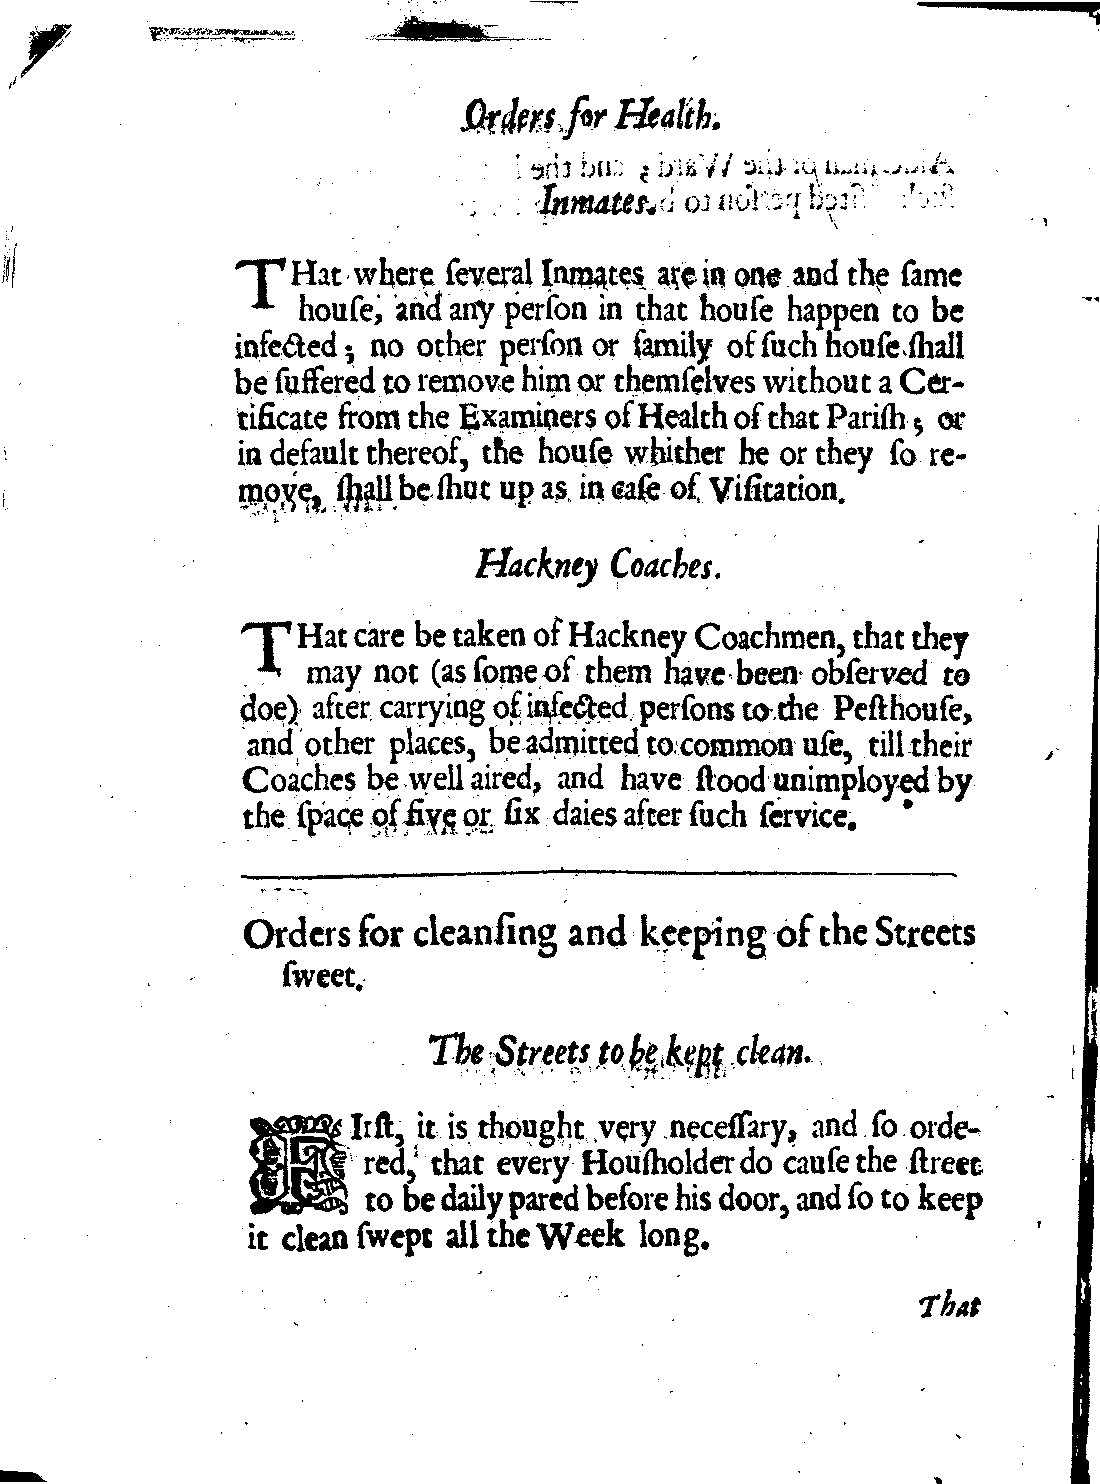 Orders for Health.
Inmates.
THat where ſeveral Inmates are in one and the ſame
houſe, and any perſon in that houſe happen to be
infected; no other perſon or family of ſuch houſe ſhall
be ſuffered to remove him or themſelves without a Cer-
tificate from the Examiners of Health of that Pariſh; or
in default thereof, the houſe whither he or they ſo re-
move, ſhall be ſhut up as in caſe of Viſitation.
Hackney Coaches.
THat care be taken of Hackney Coachmen, that they
may not (as ſome of them have been obſerved to
doe) after carrying of infected perſons to the Peſthouſe,
and other places, be admitted to common uſe, till their
Coaches be well aired, and have ſtood unimployed by
the ſpace of five or ſix daies after ſuch ſervice.
Orders for cleanſing and keeping of the Streets
ſweet.
The Streets to be kept clean.
FIrſt, it is thought very neceſſary, and ſo orde-
red, that every Houſholder do cauſe the ſtreet
to be daily pared before his door, and ſo to keep
it clean ſwept all the Week long.
That